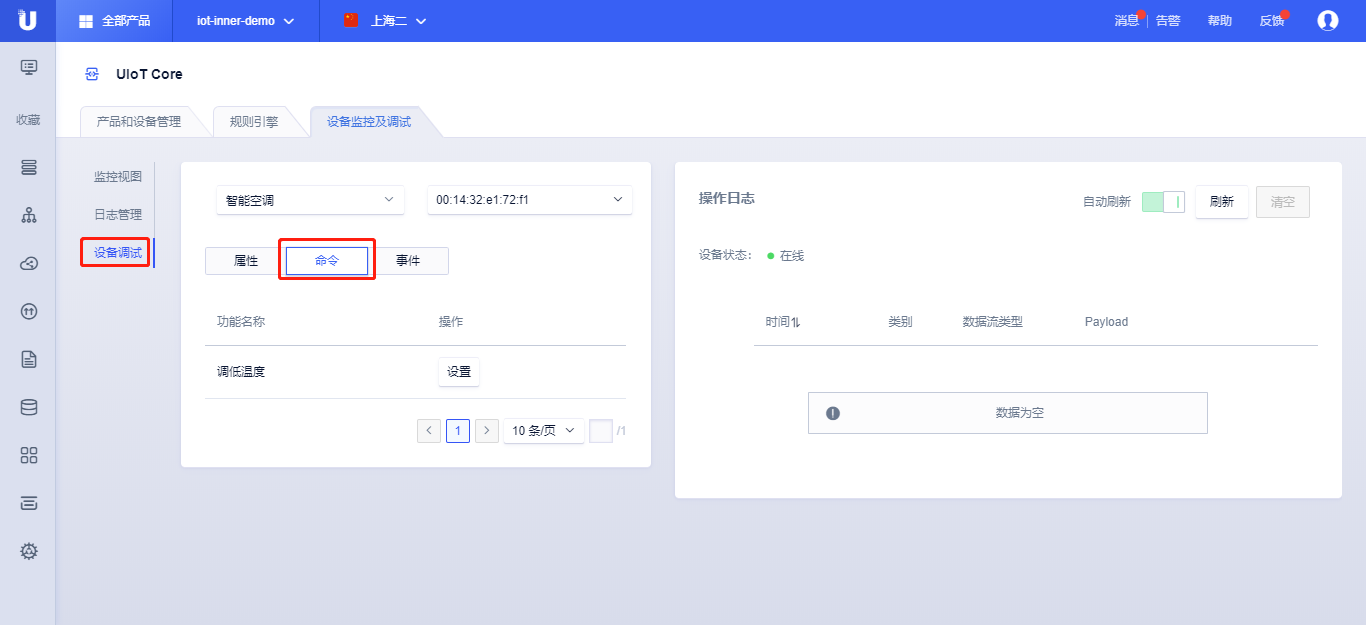 全部产品
iot-inner-demo
上海二
消息
告警
帮助
反馈
UIoT Core
收藏
产品和设备管理
规则引擎
设备监控及调试
监控视图
日志管理
设备调试
智能空调
00:14:32:e1:72:f1
属性
命令
事件
功能名称
操作
调低温度
设置
1
10 条/页
/1
操作日志
自动刷新
刷新
清空
设备状态：
在线
时间
类别
数据流类型
Payload
数据为空